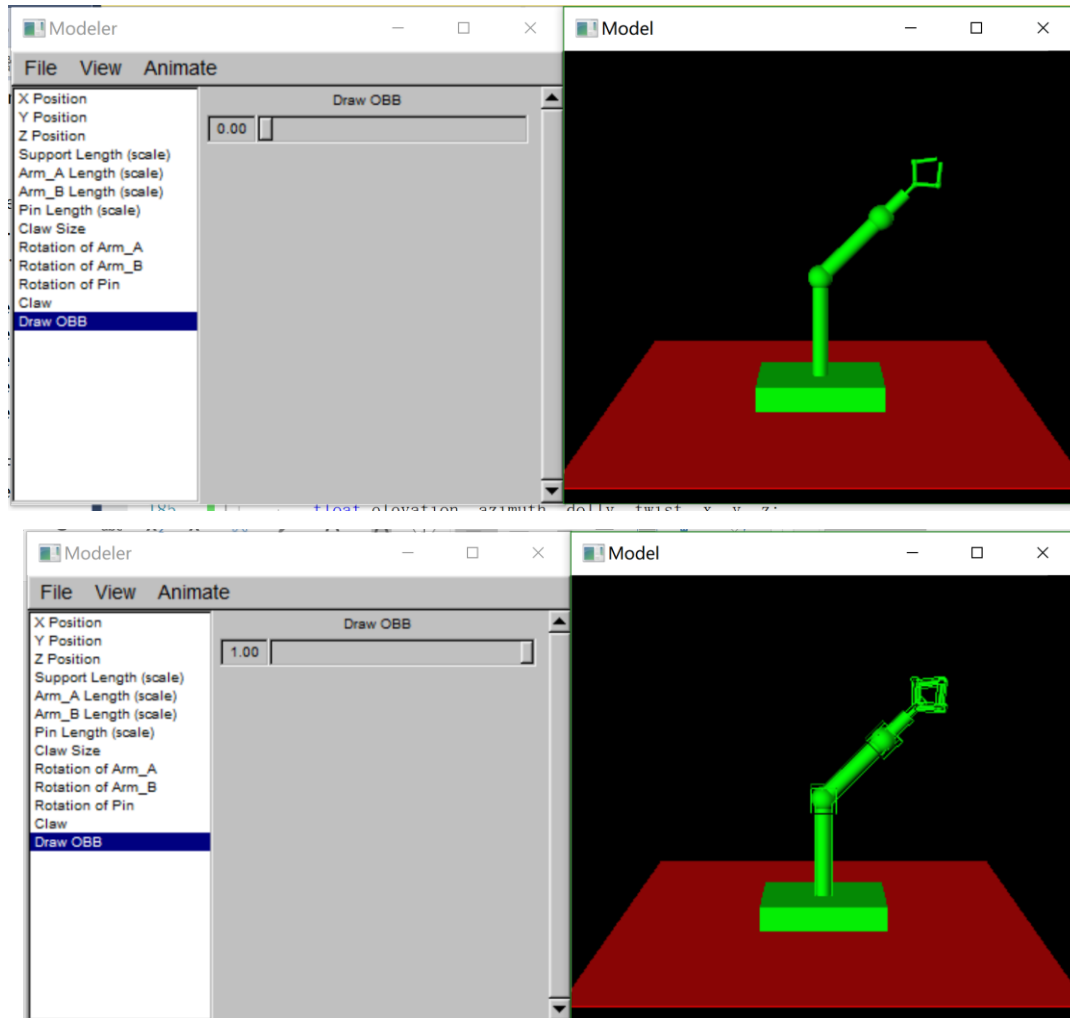 Modeler
Model
File View Animate
X Position
Y Position
Z Position
Support Length (scale)
Arm_A Length (scale)
Arm_B Length (scale)
Pin Length (scale)
Claw Size
Rotation of Arm_A
Rotation of Arm_B
Rotation of Pin
Claw
Draw OBB
Draw OBB
0.00
Modeler
Model
File View Animate
X Position
Y Position
Z Position
Support Length (scale)
Arm_A Length (scale)
Arm_B Length (scale)
Pin Length (scale)
Claw Size
Rotation of Arm_A
Rotation of Arm_B
Rotation of Pin
Claw
Draw OBB
Draw OBB
1.00